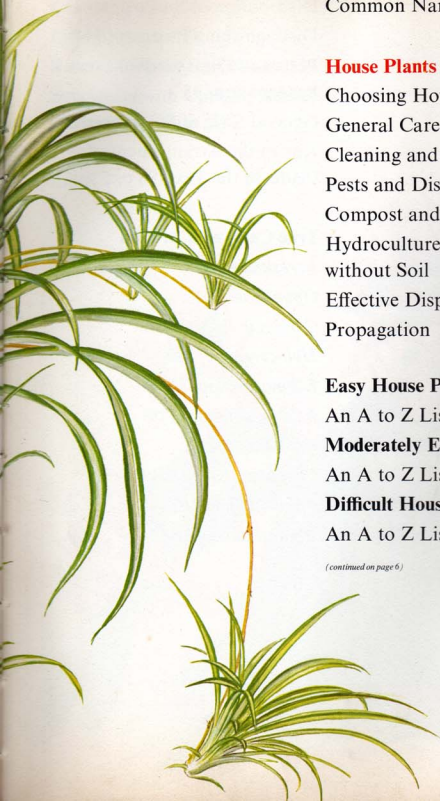 Common Na
House Plants
Choosing Ho
General Care
Cleaning and
Pests and Dis
Compost and
Hydroculture
without Soil
Effective Disp
Propagation
Easy House P
An A to Z Lis
Moderately E
An A to Z Lis
Difficult Hous
An A to Z Lis
(continued on page 6)